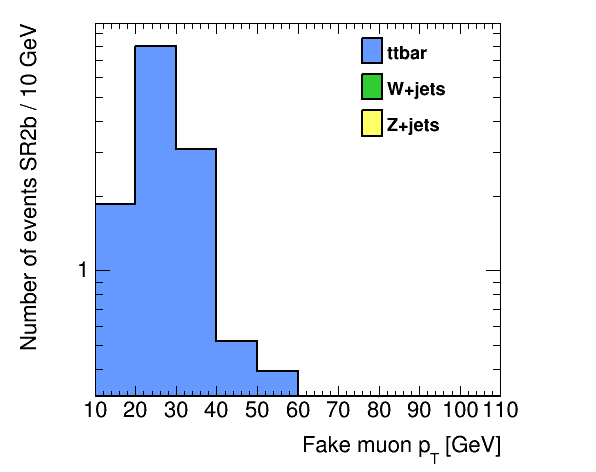 Number of events SR2b / 10 GeV
ttbar
W+jets
Z+jets
1
10 20 30 40 50 60 70 80 90 100 110
Fake muon pT [GeV]